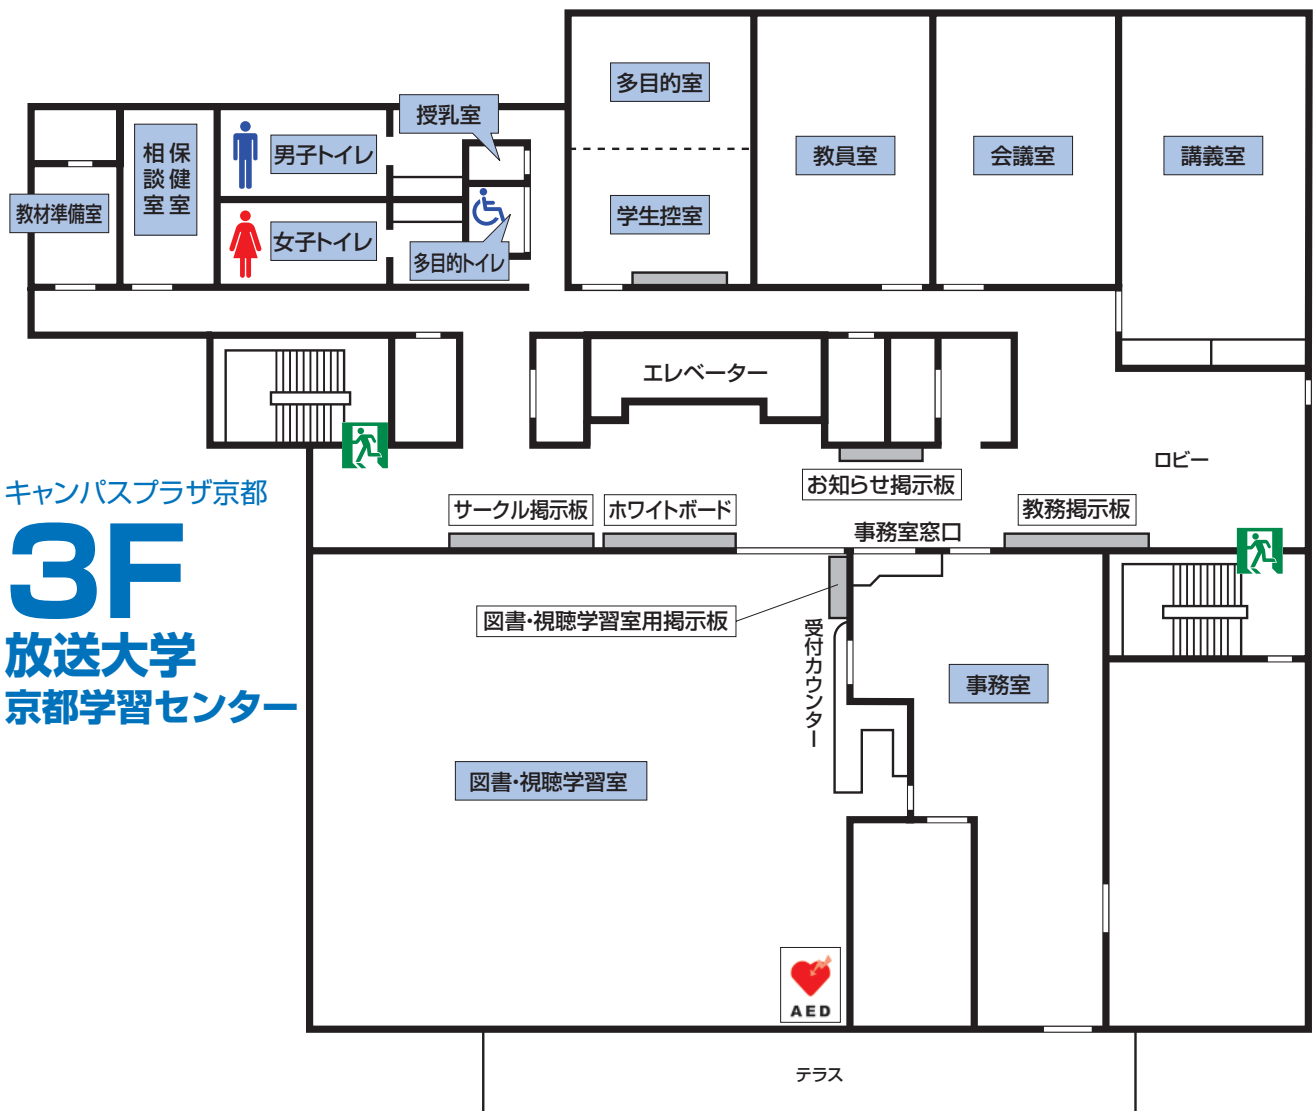 多目的室
授乳室
男子トイレ
保健室
相談室
教員室
会議室
講義室
教材準備室
学生控室
女子トイレ
多目的トイレ
エレベーター
ロビー
お知らせ掲示板
サークル掲示板
ホワイトボード
教務掲示板
事務室窓口
キャンパスプラザ京都
3F
放送大学
京都学習センター
図書・視聴学習室用掲示板
受付カウンター
事務室
図書・視聴学習室
AED
テラス